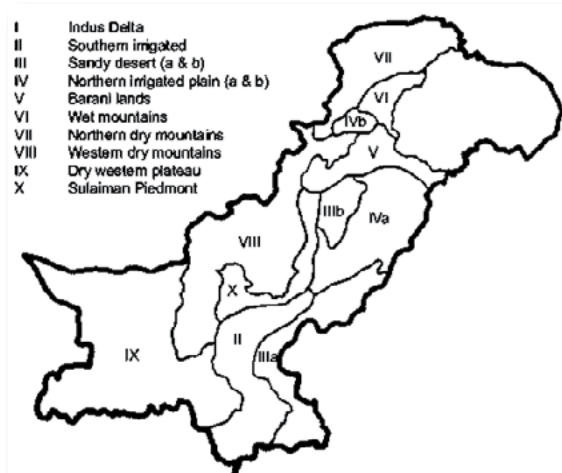 I Indus Delta
II Southern irrigated
III Sandy desert (a & b)
IV Northern irrigated plain (a & b)
V Barani lands
VI Wet mountains
VII Northern dry mountains
VIII Western dry mountains
IX Dry western plateau
X Sulaiman Piedmont
VII
VI
IVb
V
IIIb
IVa
VIII
X
II
IIIa
IX